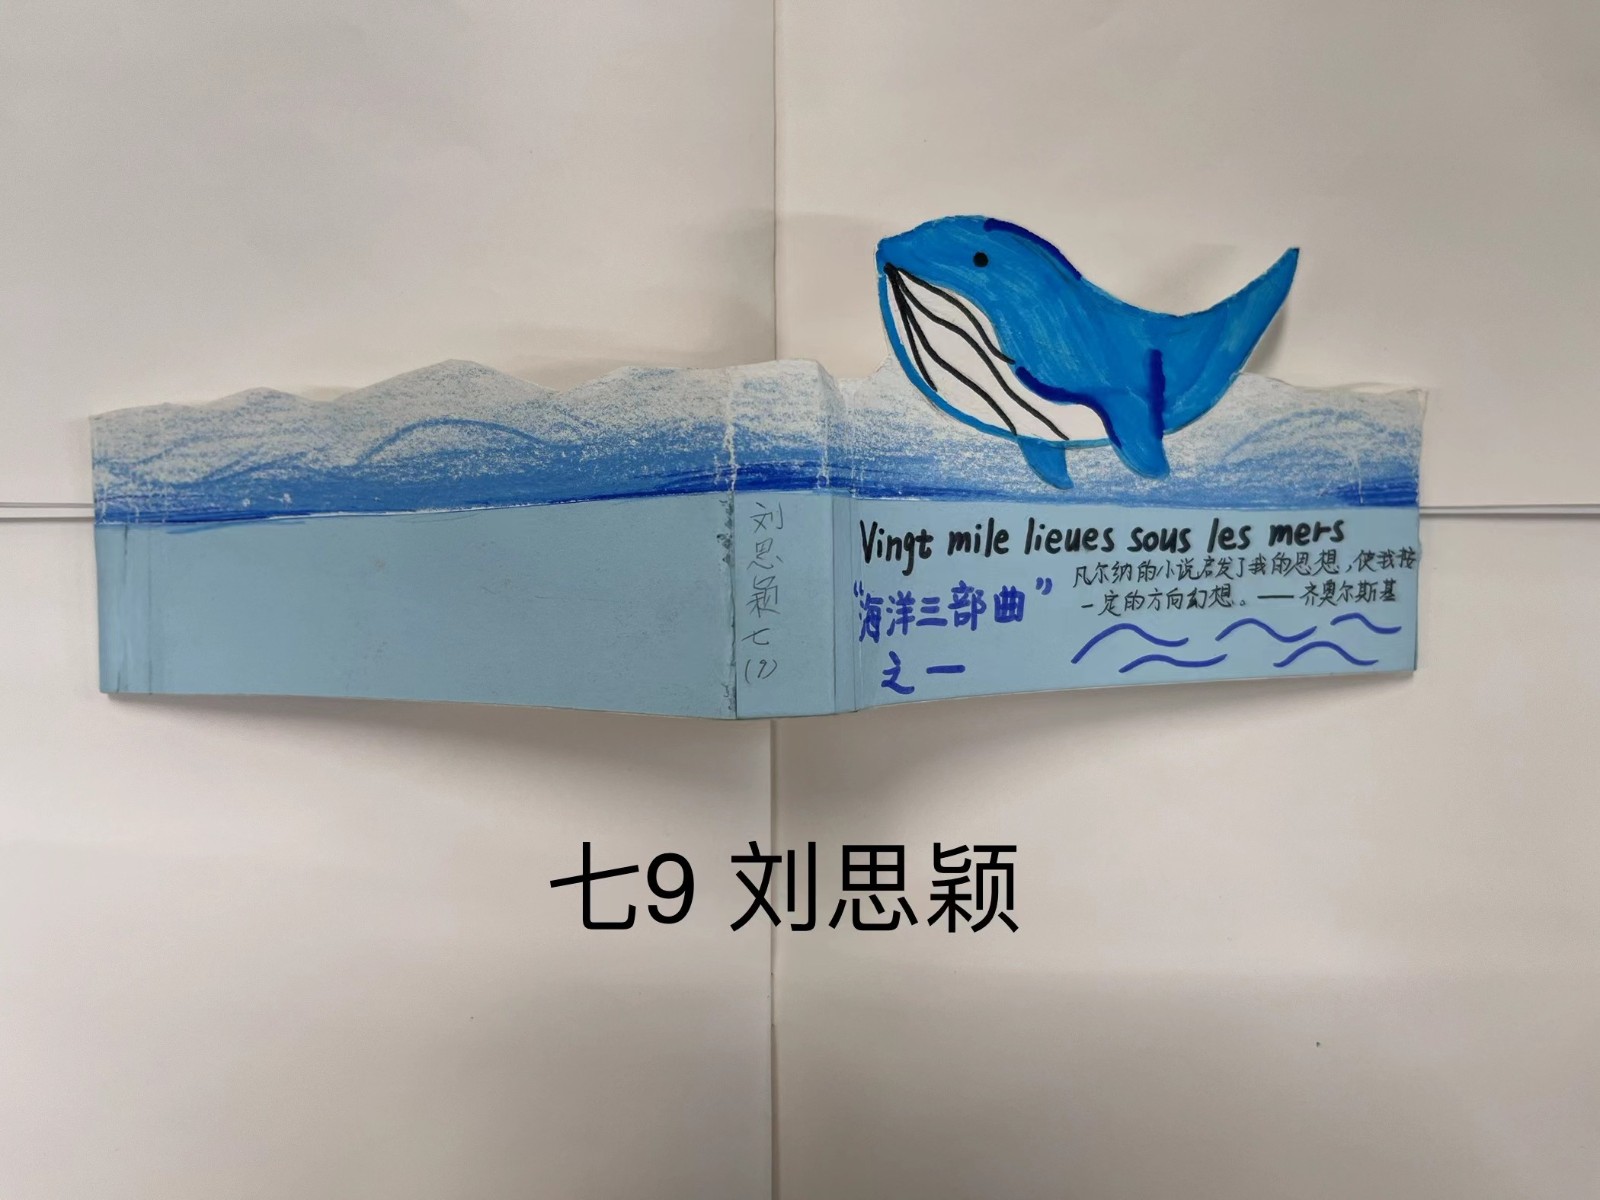 刘思颖七(9)
Vingt mile lieues sous les mers
凡尔纳的小说启发了我的思想,使我按
一定的方向幻想。——齐奥尔斯基
“海洋三部曲”
之一
七9 刘思颖